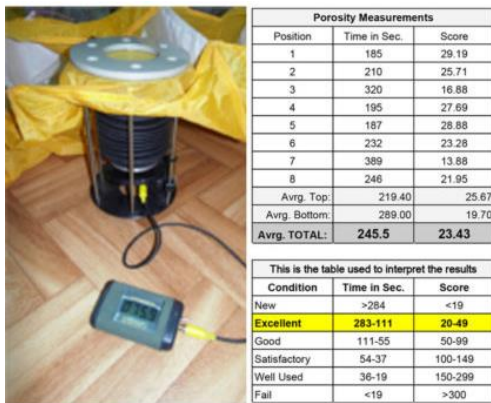 Porosity Measurements
Position Time in Sec. Score
1 185 29.19
2 210 25.71
3 320 16.88
4 195 27.69
5 187 28.88
6 232 23.28
7 389 13.88
8 246 21.95
Avrg. Top: 219.40 25.67
Avrg. Bottom: 289.00 19.70
Avrg. TOTAL: 245.5 23.43
This is the table used to interpret the results
Condition Time in Sec. Score
New >284 <19
Excellent 283-111 20-49
Good 111-55 50-99
Satisfactory 54-37 100-149
Well Used 36-19 150-299
Fail <19 >300